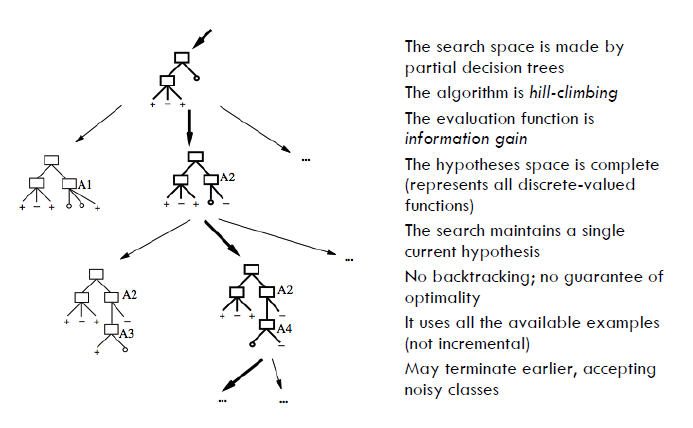 The search space is made by
partial decision trees
The algorithm is hill-climbing
The evaluation function is
information gain
The hypotheses space is complete
(represents all discrete-valued
functions)
The search maintains a single
current hypothesis
No backtracking; no guarantee of
optimality
It uses all the available examples
(not incremental)
May terminate earlier, accepting
noisy classes
+ − +
...
A1
+ − + +
A2
+ − + −
...
A2
+ − + −
A3
+
A2
+ − + −
A4
−
... ...